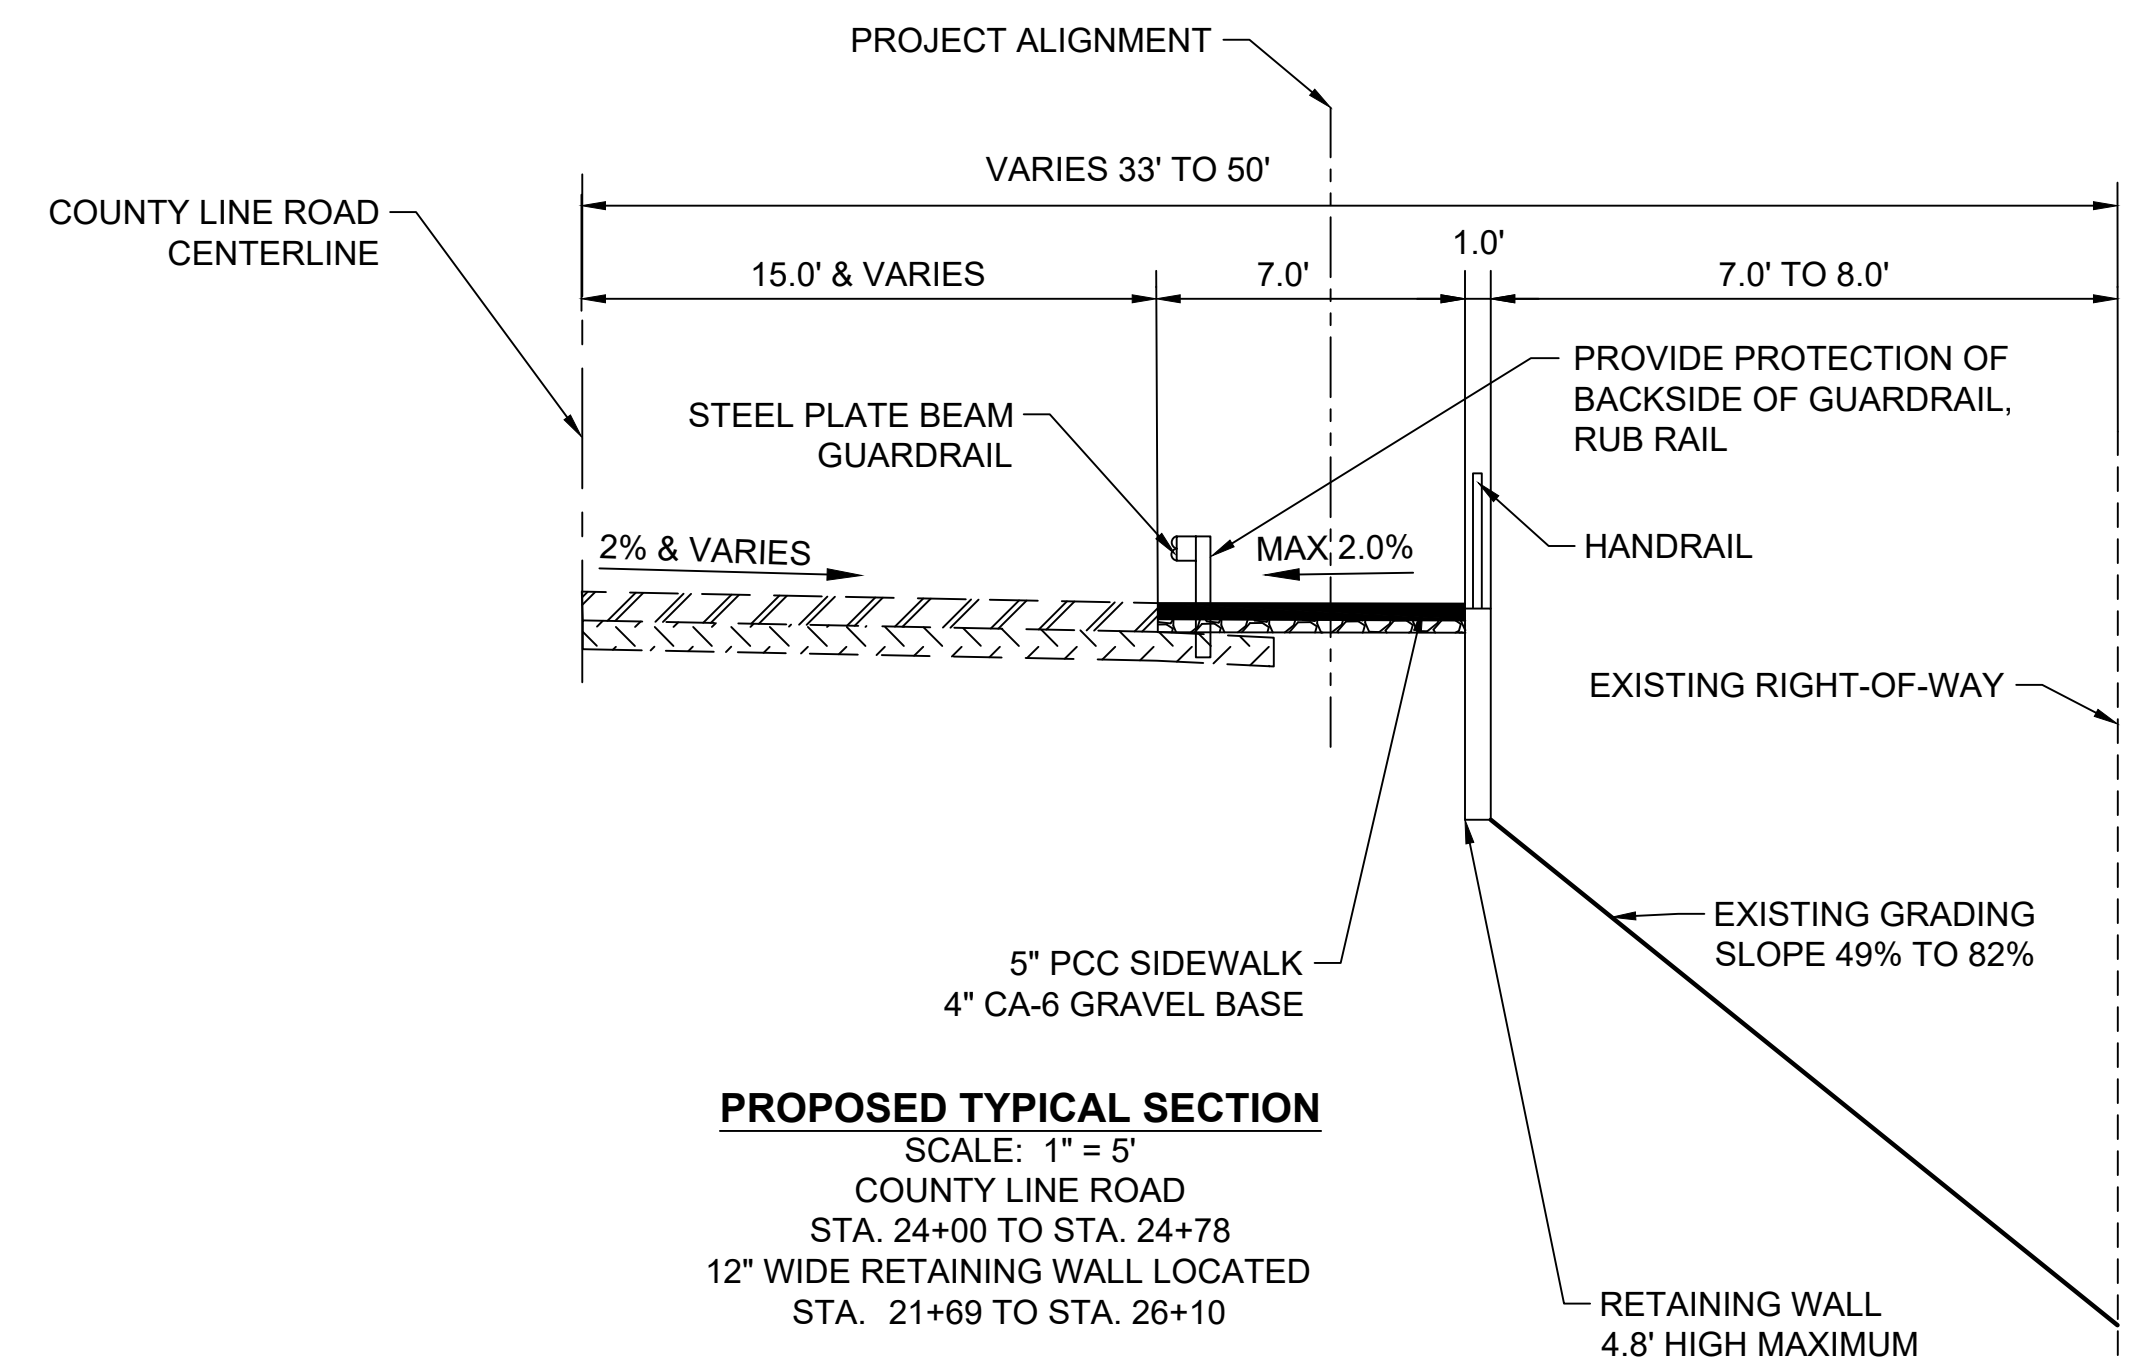 PROJECT ALIGNMENT
VARIES 33' TO 50'
COUNTY LINE ROAD
CENTERLINE
1.0'
15.0' & VARIES
7.0'
7.0' TO 8.0'
PROVIDE PROTECTION OF
BACKSIDE OF GUARDRAIL,
RUB RAIL
STEEL PLATE BEAM
GUARDRAIL
2% & VARIES
MAX 2.0%
HANDRAIL
EXISTING RIGHT-OF-WAY
EXISTING GRADING
SLOPE 49% TO 82%
5" PCC SIDEWALK
4" CA-6 GRAVEL BASE
PROPOSED TYPICAL SECTION
SCALE: 1" = 5'
COUNTY LINE ROAD
STA. 24+00 TO STA. 24+78
12" WIDE RETAINING WALL LOCATED
STA. 21+69 TO STA. 26+10
RETAINING WALL
4.8' HIGH MAXIMUM